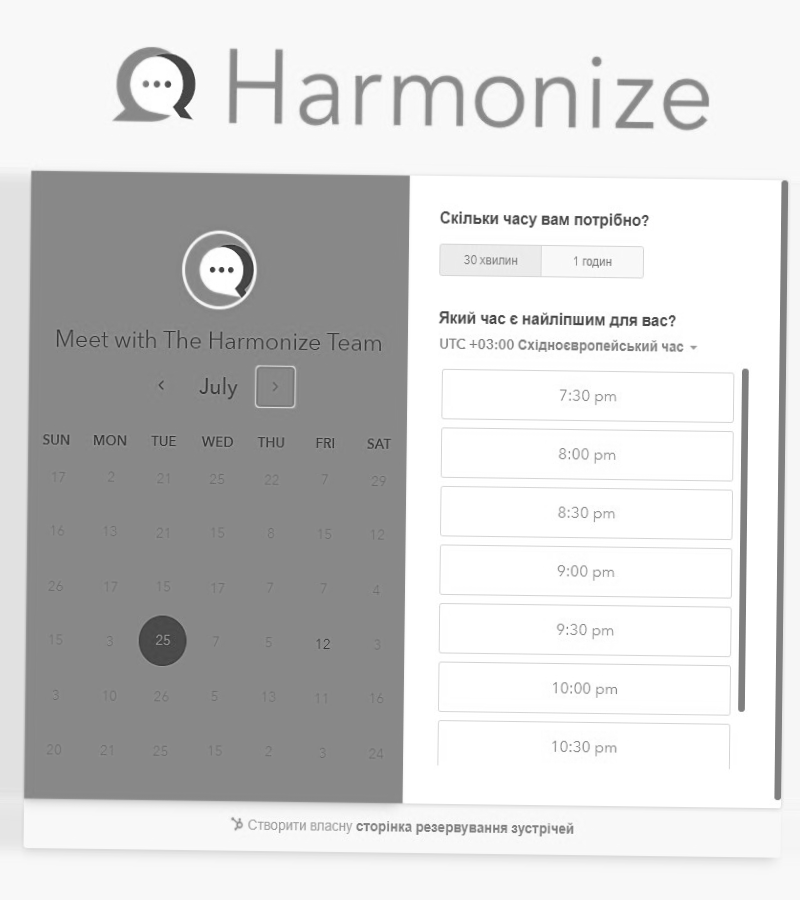 Harmonize
Meet with The Harmonize Team
July
SUN MON TUE WED THU FRI SAT
17 2 21 25 22 7 29
16 13 21 15 8 15 12
26 17 15 17 7 7 4
15 3 25 7 5 12 3
3 10 26 5 13 11 16
20 21 25 15 2 3 24
Скільки часу вам потрібно?
30 хвилин 1 годин
Який час є найліпшим для вас?
UTC +03:00 Східноєвропейський час
7:30 pm
8:00 pm
8:30 pm
9:00 pm
9:30 pm
10:00 pm
10:30 pm
Створити власну сторінка резервування зустрічей